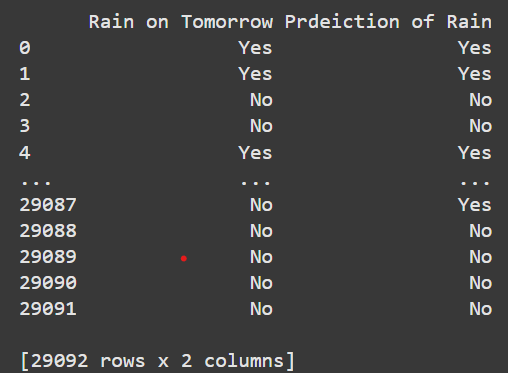 Rain on Tomorrow Prdeiction of Rain
0 Yes Yes
1 Yes Yes
2 No No
3 No No
4 Yes Yes
... ... ...
29087 No Yes
29088 No No
29089 No No
29090 No No
29091 No No
[29092 rows x 2 columns]